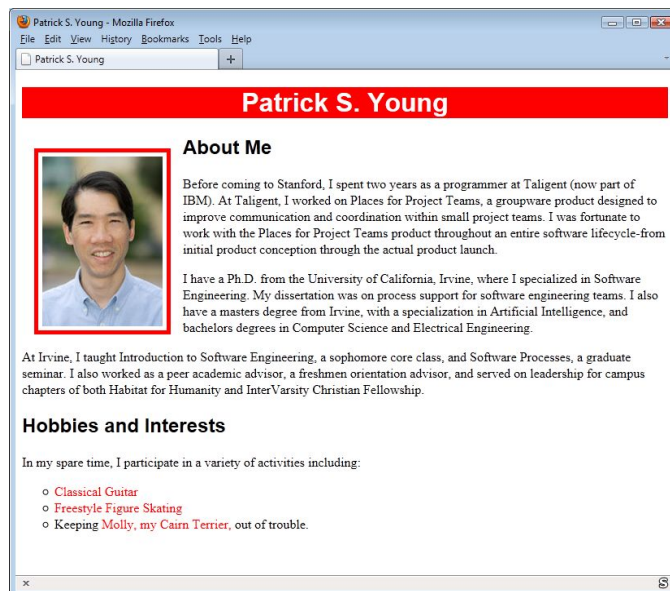 Patrick S. Young - Mozilla Firefox
File Edit View History Bookmarks Tools Help
Patrick S. Young
Patrick S. Young
About Me
Before coming to Stanford, I spent two years as a programmer at Taligent (now part of
IBM). At Taligent, I worked on Places for Project Teams, a groupware product designed to
improve communication and coordination within small project teams. I was fortunate to
work with the Places for Project Teams product throughout an entire software lifecycle-from
initial product conception through the actual product launch.
I have a Ph.D. from the University of California, Irvine, where I specialized in Software
Engineering. My dissertation was on process support for software engineering teams. I also
have a masters degree from Irvine, with a specialization in Artificial Intelligence, and
bachelors degrees in Computer Science and Electrical Engineering.
At Irvine, I taught Introduction to Software Engineering, a sophomore core class, and Software Processes, a graduate
seminar. I also worked as a peer academic advisor, a freshmen orientation advisor, and served on leadership for campus
chapters of both Habitat for Humanity and InterVarsity Christian Fellowship.
Hobbies and Interests
In my spare time, I participate in a variety of activities including:
Classical Guitar
Freestyle Figure Skating
Keeping Molly, my Cairn Terrier, out of trouble.